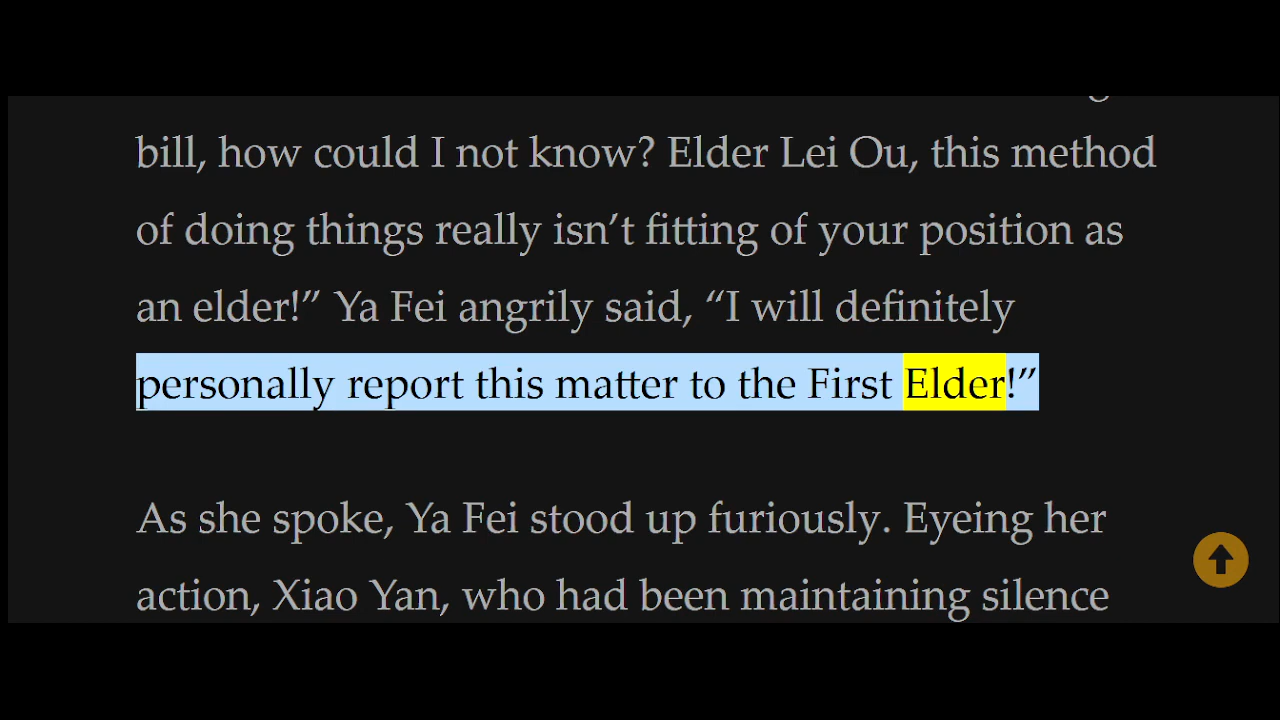 bill, how could I not know? Elder Lei Ou, this method
of doing things really isn’t fitting of your position as
an elder!” Ya Fei angrily said, “I will definitely
personally report this matter to the First Elder!”
As she spoke, Ya Fei stood up furiously. Eyeing her
action, Xiao Yan, who had been maintaining silence